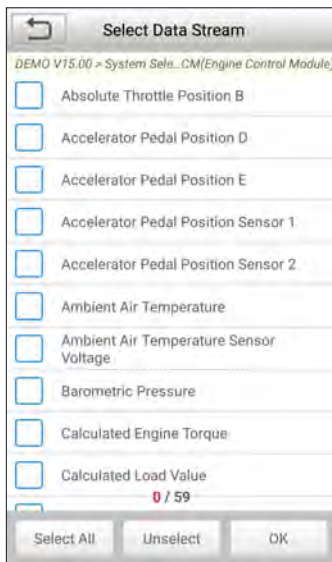 Select Data Stream
DEMO V15.00 > System Sele...CM(Engine Control Module)
Absolute Throttle Position B
Accelerator Pedal Position D
Accelerator Pedal Position E
Accelerator Pedal Position Sensor 1
Accelerator Pedal Position Sensor 2
Ambient Air Temperature
Ambient Air Temperature Sensor
Voltage
Barometric Pressure
Calculated Engine Torque
Calculated Load Value
0 / 59
Select All Unselect OK